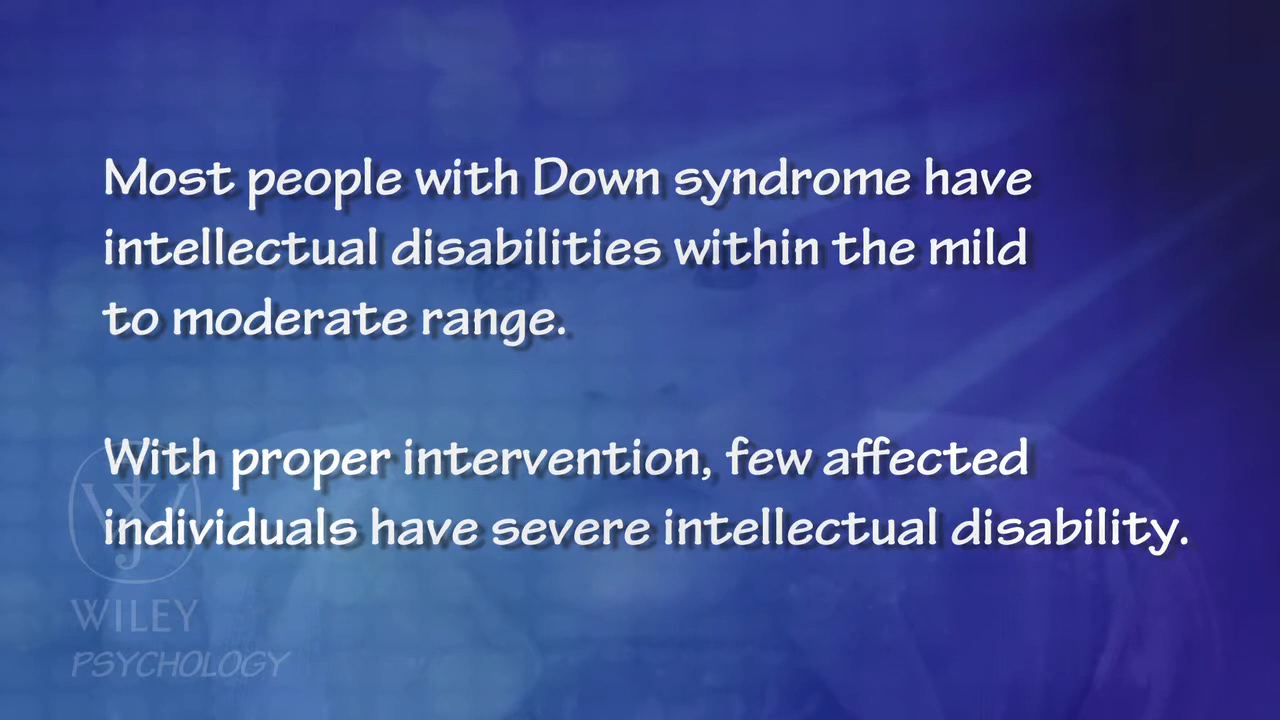 Most people with Down syndrome have
intellectual disabilities within the mild
to moderate range.
With proper intervention, few affected
individuals have severe intellectual disability.
WILEY
PSYCHOLOGY